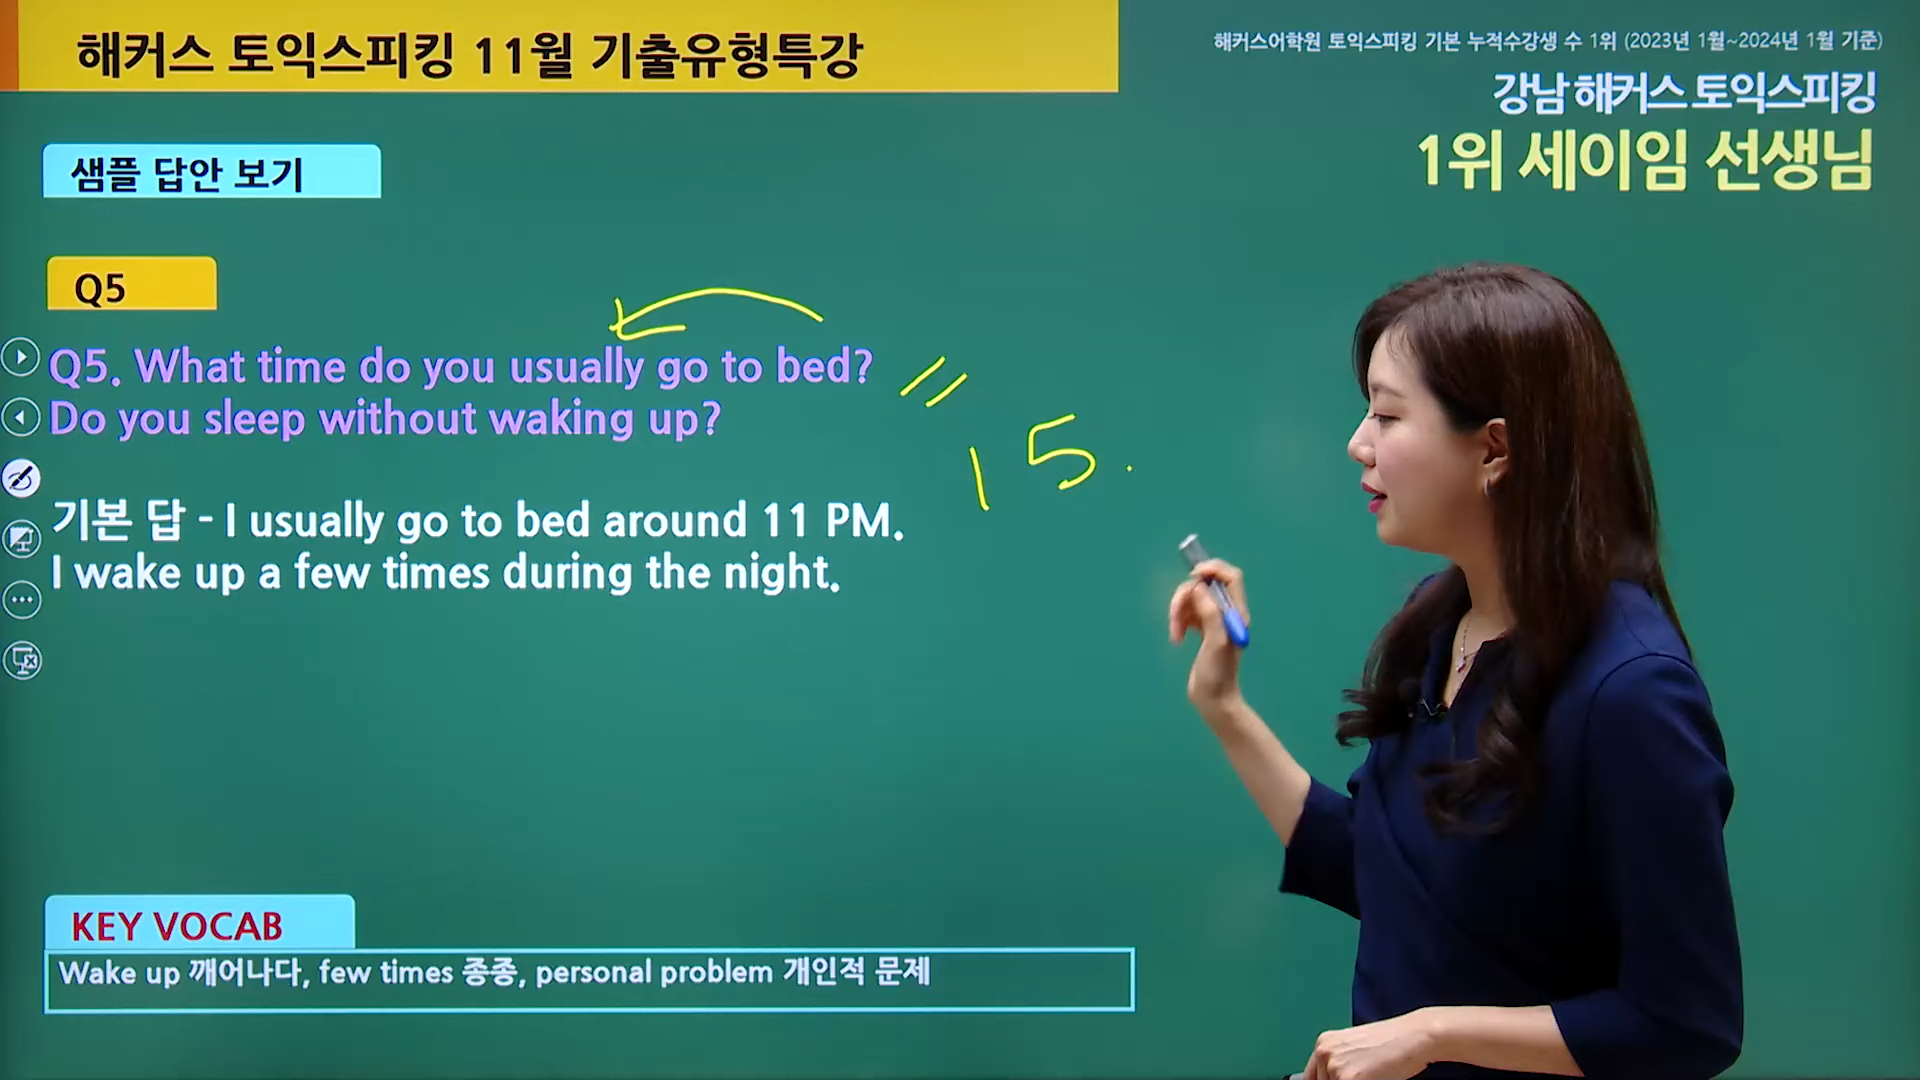 해커스 토익스피킹 11월 기출유형특강
해커스어학원 토익스피킹 기본 누적수강생 수 1위 (2023년 1월~2024년 1월 기준)
강남 해커스 토익스피킹
1위 세이임 선생님
샘플 답안 보기
Q5
Q5. What time do you usually go to bed?
Do you sleep without waking up?
15.
기본 답 - I usually go to bed around 11 PM.
I wake up a few times during the night.
KEY VOCAB
Wake up 깨어나다, few times 종종, personal problem 개인적 문제